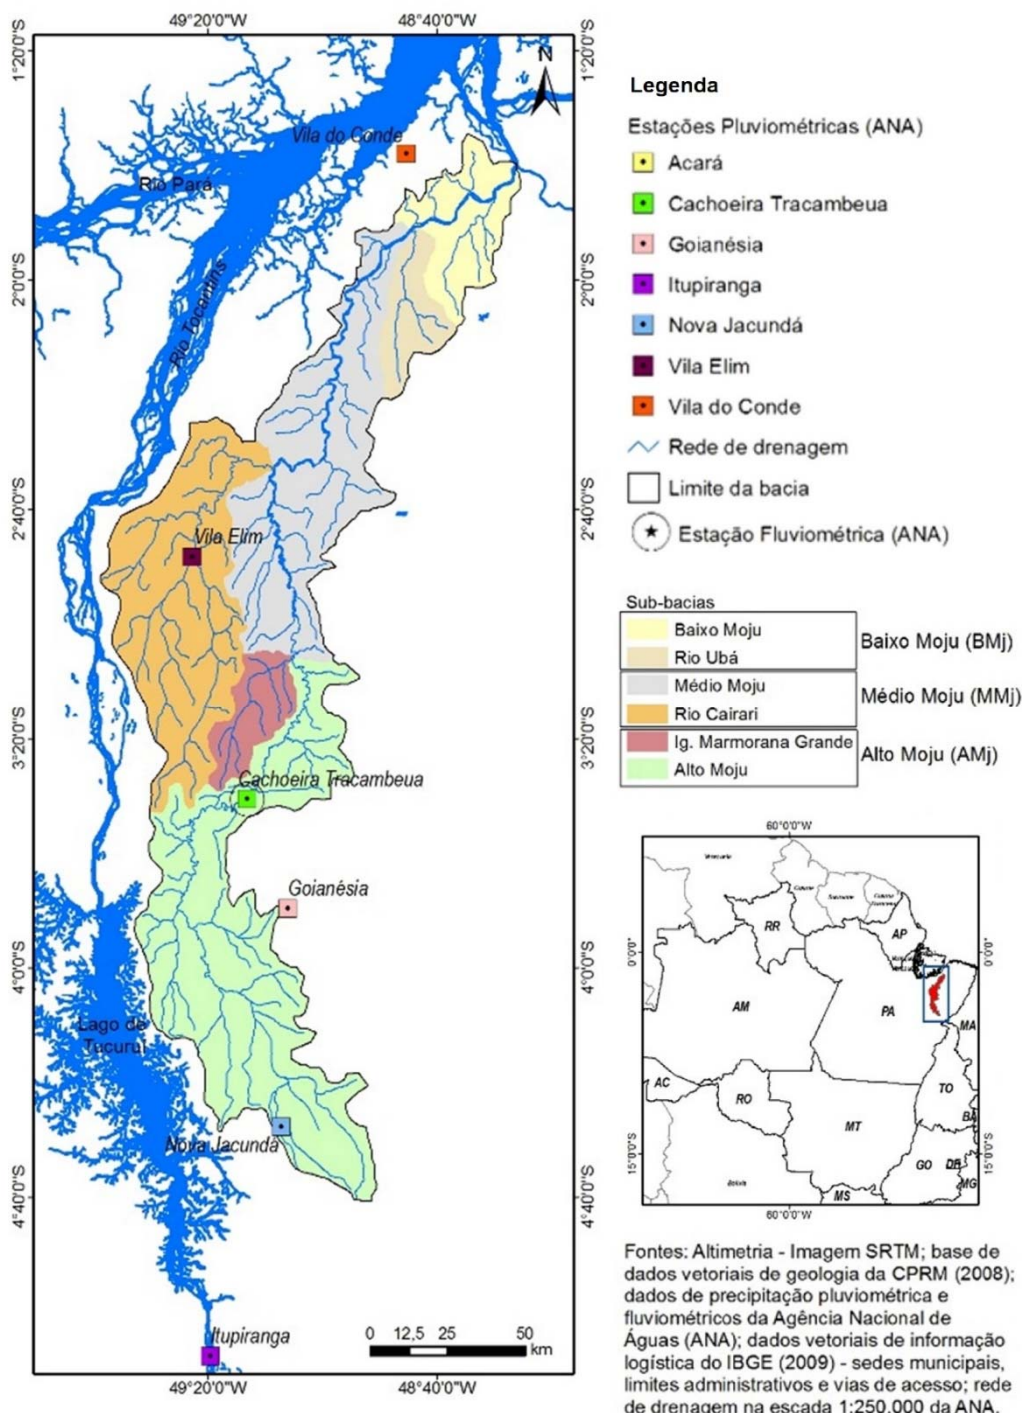 49°20'0"W
48°40'0"W
1°20'0"S
1°20'0"S
N
Vila do Conde
Rio Pará
Rio Tocantins
2°0'0"S
2°0'0"S
2°40'0"S
2°40'0"S
Vila Elim
3°20'0"S
3°20'0"S
Cachoeira Tracambeua
Goianésia
4°0'0"S
4°0'0"S
Lago de
Tucuruí
Nova Jacundá
4°40'0"S
4°40'0"S
Itupiranga
0 12,5 25 50
km
49°20'0"W
48°40'0"W
Legenda
Estações Pluviométricas (ANA)
Acará
Cachoeira Tracambeua
Goianésia
Itupiranga
Nova Jacundá
Vila Elim
Vila do Conde
Rede de drenagem
Limite da bacia
Estação Fluviométrica (ANA)
Sub-bacias
Baixo Moju
Rio Ubá
Baixo Moju (BMj)
Médio Moju
Rio Cairari
Médio Moju (MMj)
Ig. Marmorana Grande
Alto Moju
Alto Moju (AMj)
60°0'0"W
RR
AP
0°0'0"
0°0'0"
AM
PA
MA
AC
RO
TO
BA
MT
GO
DF
MG
MS
15°0'0"S
15°0'0"S
60°0'0"W
Fontes: Altimetria - Imagem SRTM; base de
dados vetoriais de geologia da CPRM (2008);
dados de precipitação pluviométrica e
fluviométricos da Agência Nacional de
Águas (ANA); dados vetoriais de informação
logística do IBGE (2009) - sedes municipais,
limites administrativos e vias de acesso; rede
de drenagem na escada 1:250.000 da ANA.